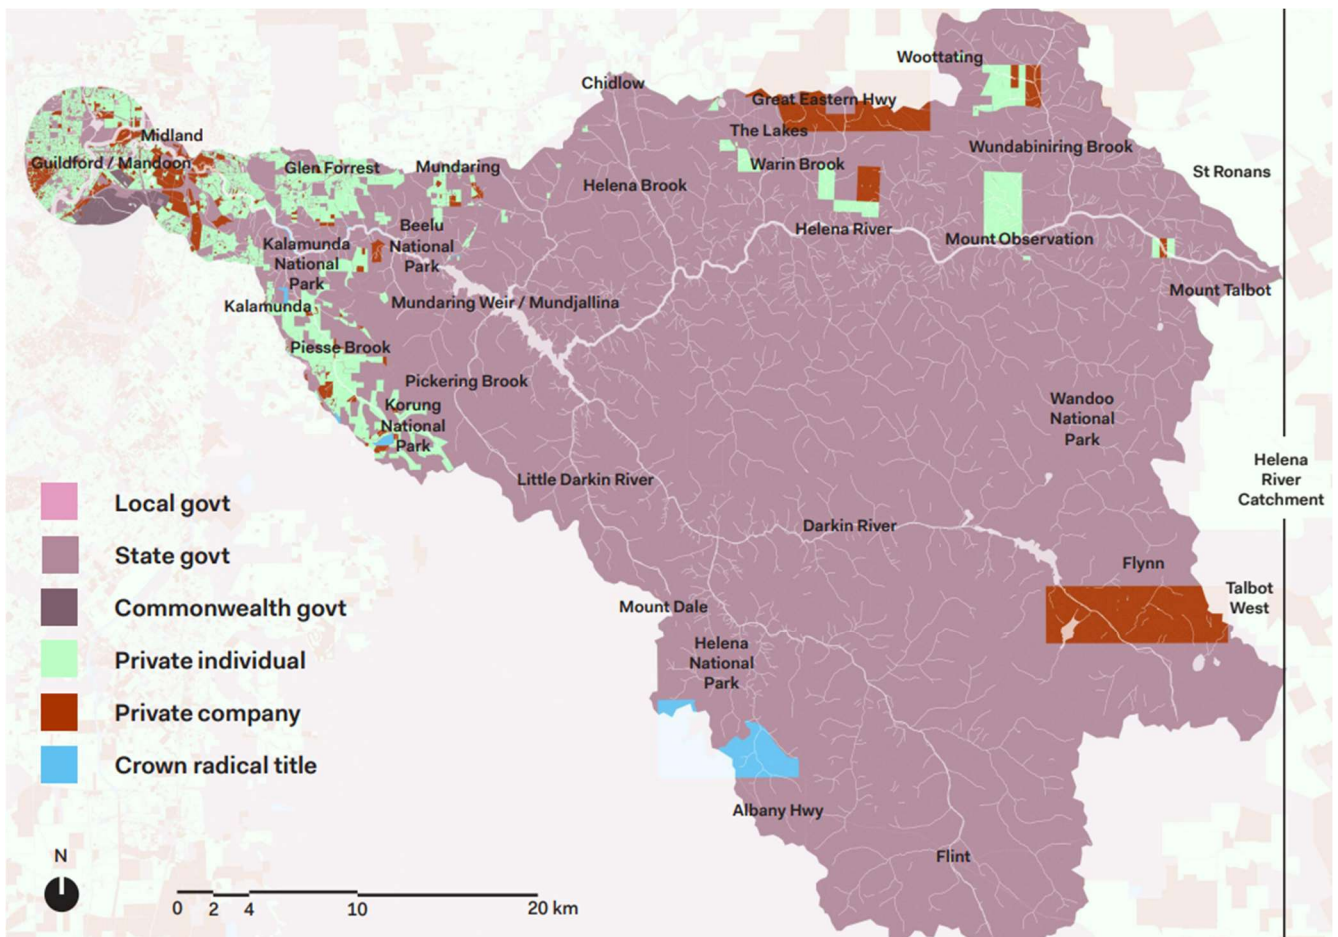 Woottating
Chidlow
Great Eastern Hwy
Midland
The Lakes
Guildford / Mandoon
Glen Forrest
Mundaring
Warin Brook
Wundabiniring Brook
St Ronans
Helena Brook
Beelu
National
Park
Helena River
Mount Observation
Kalamunda
National
Park
Mount Talbot
Kalamunda
Mundaring Weir / Mundjallina
Piesse Brook
Pickering Brook
Korung
National
Park
Wandoo
National
Park
Helena
River
Catchment
Little Darkin River
Darkin River
Flynn
Talbot
West
Mount Dale
Helena
National
Park
Albany Hwy
Flint
Local govt
State govt
Commonwealth govt
Private individual
Private company
Crown radical title
N
0 2 4 10 20 km